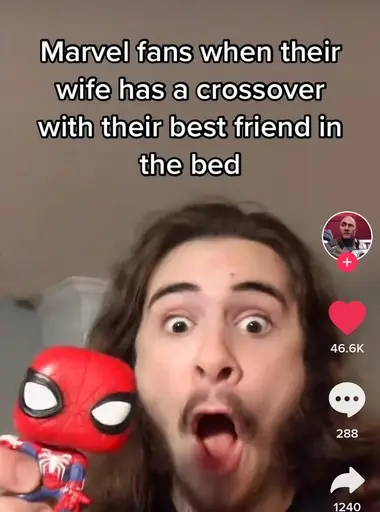 Marvel fans when their
wife has a crossover
with their best friend in
the bed
46.6K
288
1240